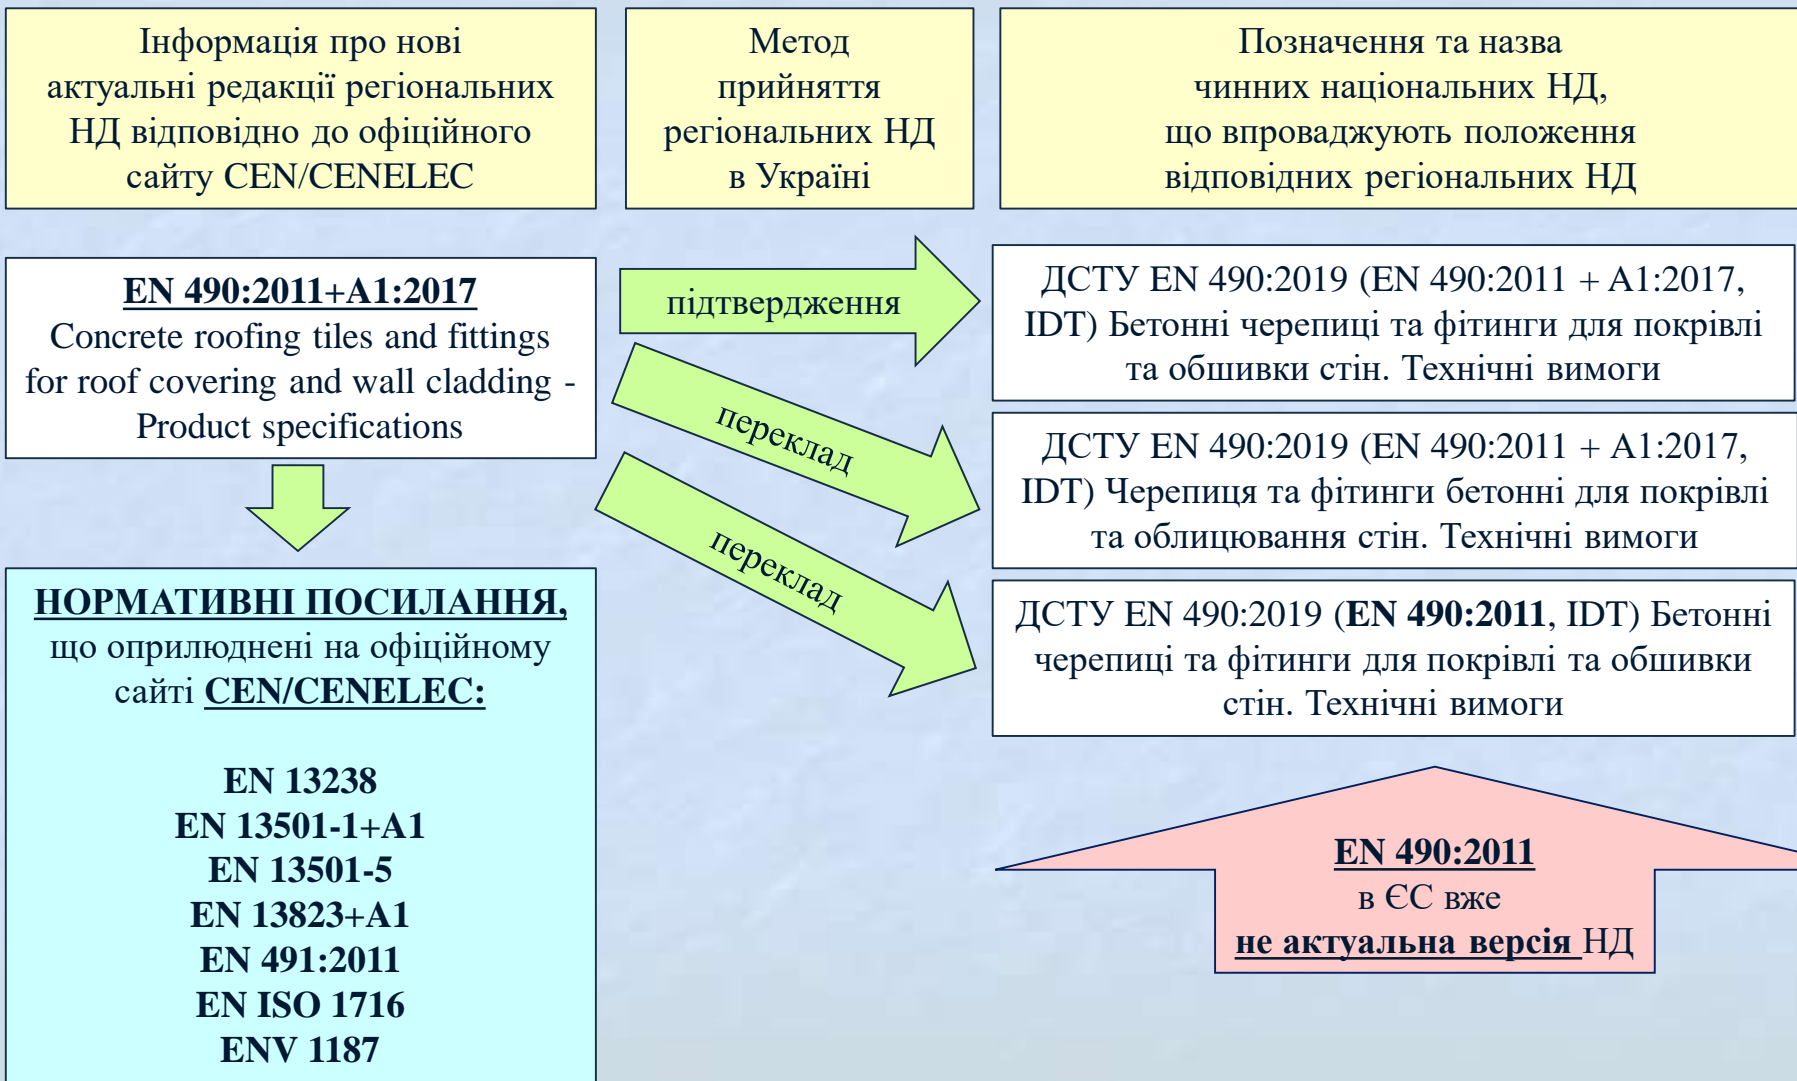 Інформація про нові
актуальні редакції регіональних
НД відповідно до офіційного
сайту CEN/CENELEC
Метод
прийняття
регіональних НД
в Україні
Позначення та назва
чинних національних НД,
що впроваджують положення
відповідних регіональних НД
EN 490:2011+A1:2017
Concrete roofing tiles and fittings
for roof covering and wall cladding -
Product specifications
підтвердження
ДСТУ EN 490:2019 (EN 490:2011 + A1:2017,
IDT) Бетонні черепиці та фітинги для покрівлі
та обшивки стін. Технічні вимоги
переклад
ДСТУ EN 490:2019 (EN 490:2011 + A1:2017,
IDT) Черепиця та фітинги бетонні для покрівлі
та облицювання стін. Технічні вимоги
переклад
ДСТУ EN 490:2019 (EN 490:2011, IDT) Бетонні
черепиці та фітинги для покрівлі та обшивки
стін. Технічні вимоги
НОРМАТИВНІ ПОСИЛАННЯ,
що оприлюднені на офіційному
сайті CEN/CENELEC:
EN 13238
EN 13501-1+A1
EN 13501-5
EN 13823+A1
EN 491:2011
EN ISO 1716
ENV 1187
EN 490:2011
в ЄС вже
не актуальна версія НД